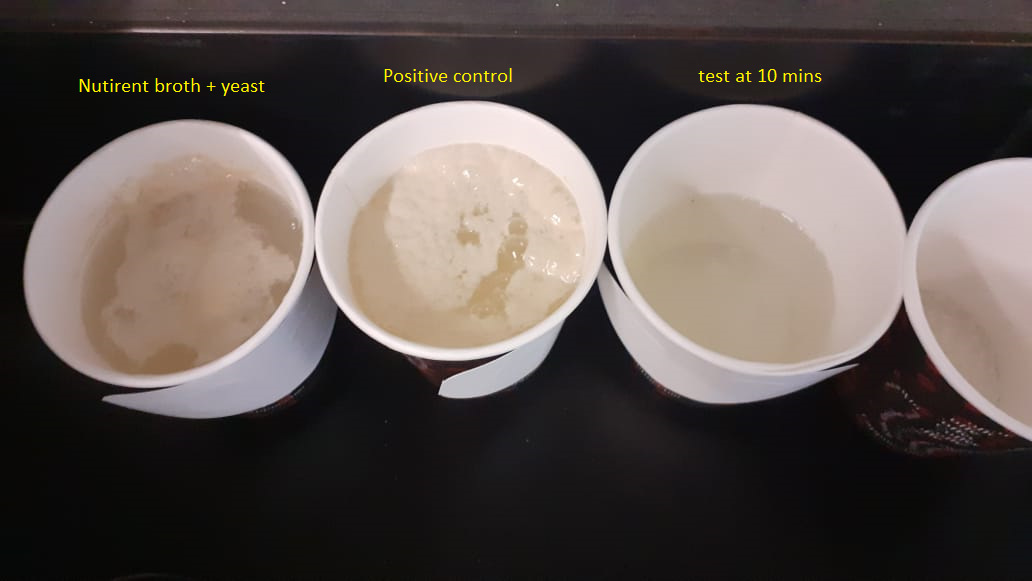 Nutirent broth + yeast
Positive control
test at 10 mins